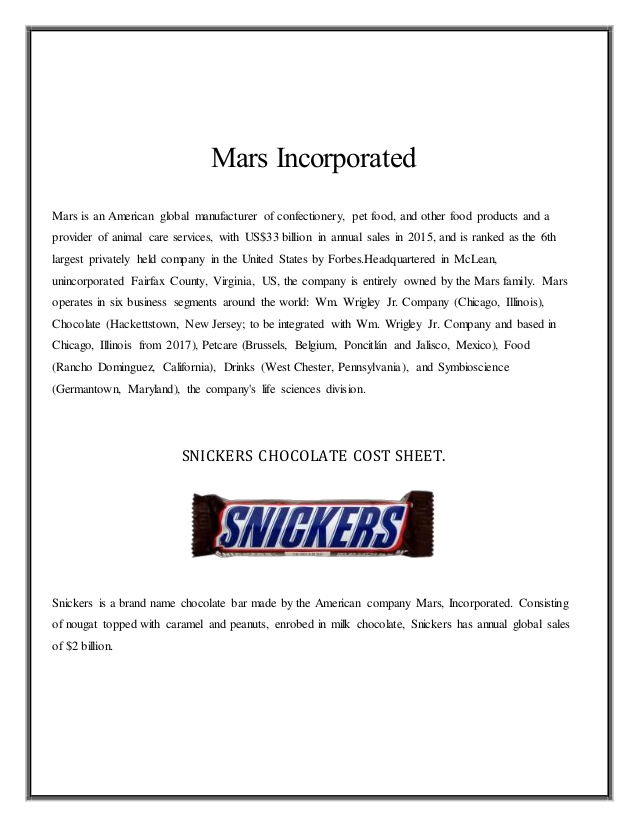 Mars Incorporated
Mars is an American global manufacturer of confectionery, pet food, and other food products and a
provider of animal care services, with US$33 billion in annual sales in 2015, and is ranked as the 6th
largest privately held company in the United States by Forbes.Headquartered in McLean,
unincorporated Fairfax County, Virginia, US, the company is entirely owned by the Mars family. Mars
operates in six business segments around the world: Wm. Wrigley Jr. Company (Chicago, Illinois),
Chocolate (Hackettstown, New Jersey; to be integrated with Wm. Wrigley Jr. Company and based in
Chicago, Illinois from 2017), Petcare (Brussels, Belgium, Poncitlán and Jalisco, Mexico), Food
(Rancho Dominguez, California), Drinks (West Chester, Pennsylvania), and Symbioscience
(Germantown, Maryland), the company's life sciences division.
SNICKERS CHOCOLATE COST SHEET.
SNICKERS
Snickers is a brand name chocolate bar made by the American company Mars, Incorporated. Consisting
of nougat topped with caramel and peanuts, enrobed in milk chocolate, Snickers has annual global sales
of $2 billion.